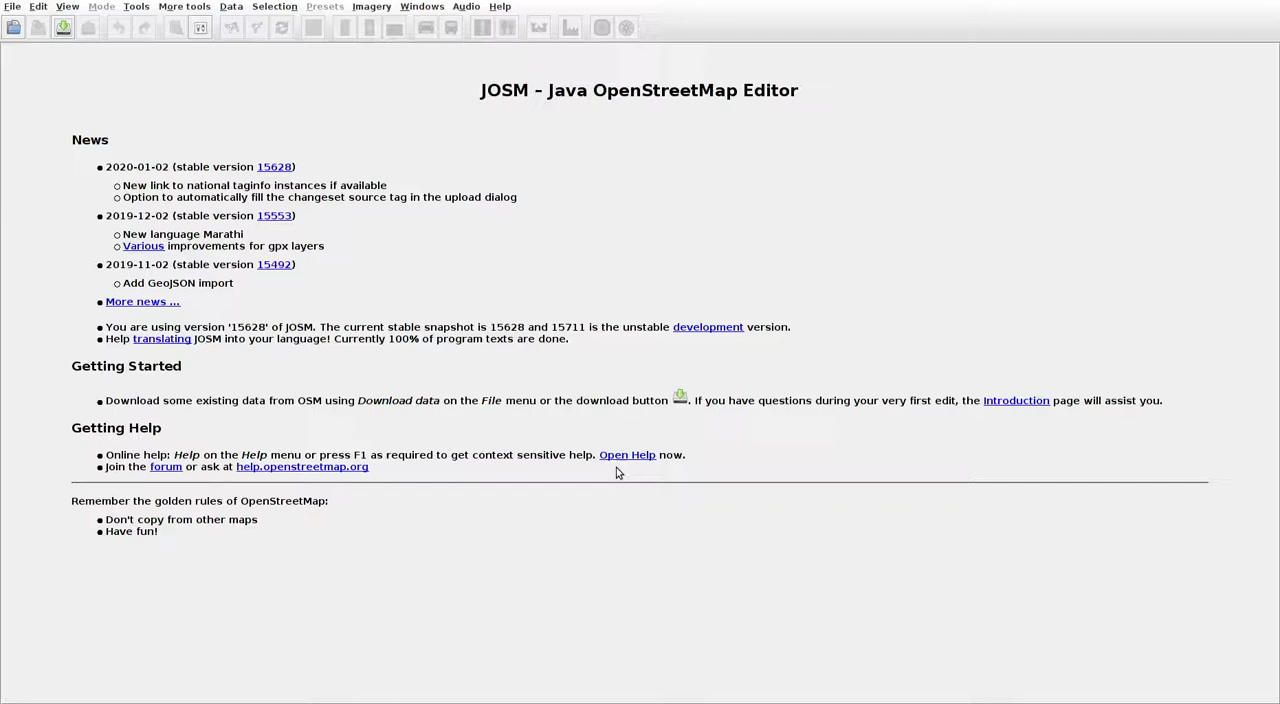 File Edit View Mode Tools More tools Data Selection Presets Imagery Windows Audio Help
JOSM – Java OpenStreetMap Editor
News
2020-01-02 (stable version 15628)
New link to national taginfo instances if available
Option to automatically fill the changeset source tag in the upload dialog
2019-12-02 (stable version 15553)
New language Marathi
Various improvements for gpx layers
2019-11-02 (stable version 15492)
Add GeoJSON import
More news ...
You are using version '15628' of JOSM. The current stable snapshot is 15628 and 15711 is the unstable development version.
Help translating JOSM into your language! Currently 100% of program texts are done.
Getting Started
Download some existing data from OSM using Download data on the File menu or the download button . If you have questions during your very first edit, the Introduction page will assist you.
Getting Help
Online help: Help on the Help menu or press F1 as required to get context sensitive help. Open Help now.
Join the forum or ask at help.openstreetmap.org
Remember the golden rules of OpenStreetMap:
Don't copy from other maps
Have fun!